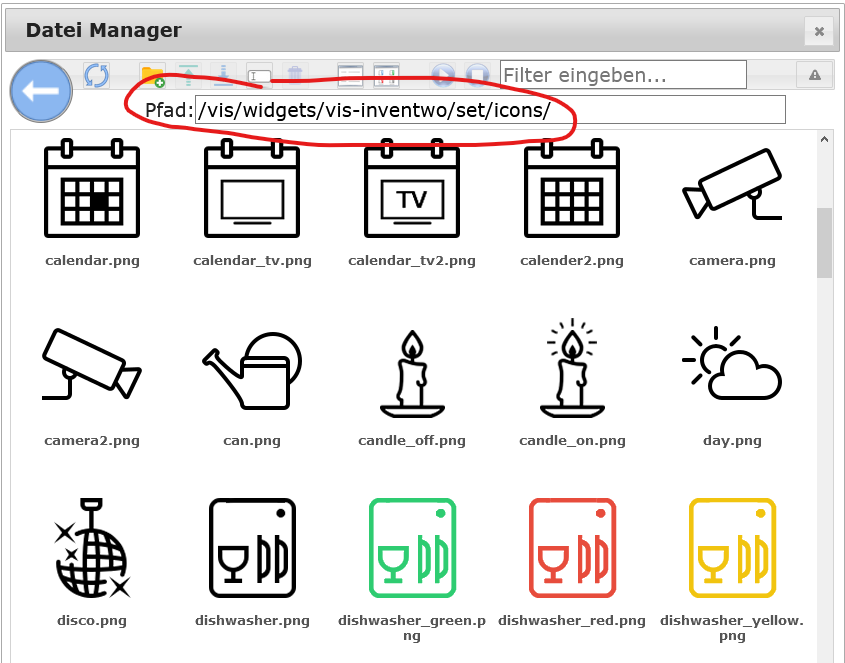 Datei Manager
Filter eingeben...
Pfad: /vis/widgets/vis-inventwo/set/icons/
TV
calendar.png calendar_tv.png calendar_tv2.png calender2.png camera.png
camera2.png can.png candle_off.png candle_on.png day.png
disco.png dishwasher.png dishwasher_green.p dishwasher_red.png dishwasher_yellow.
ng png